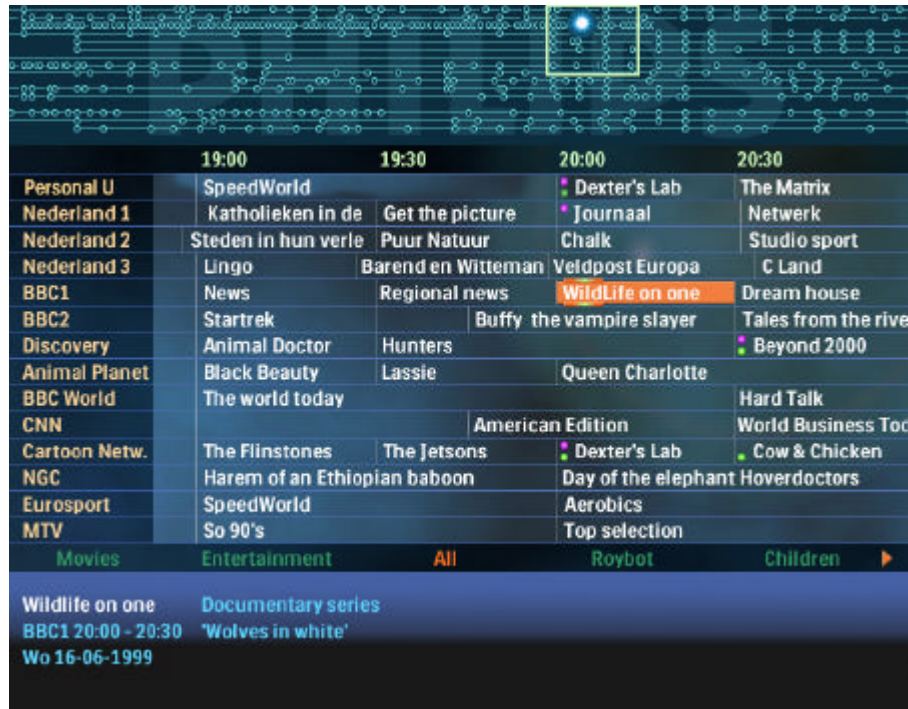 PHILIPS
19:00 19:30 20:00 20:30
Personal U SpeedWorld Dexter's Lab The Matrix
Nederland 1 Katholieken in de Get the picture Journaal Netwerk
Nederland 2 Steden in hun verle Puur Natuur Chalk Studio sport
Nederland 3 Lingo Barend en Witteman Veldpost Europa C Land
BBC1 News Regional news WildLife on one Dream house
BBC2 Startrek Buffy the vampire slayer Tales from the rive
Discovery Animal Doctor Hunters Beyond 2000
Animal Planet Black Beauty Lassie Queen Charlotte
BBC World The world today Hard Talk
CNN American Edition World Business Toc
Cartoon Netw. The Flinstones The Jetsons Dexter's Lab Cow & Chicken
NGC Harem of an Ethiopian baboon Day of the elephant Hoverdoctors
Eurosport SpeedWorld Aerobics
MTV So 90's Top selection
Movies Entertainment All Roybot Children
Wildlife on one Documentary series
BBC1 20:00 - 20:30 'Wolves in white'
Wo 16-06-1999